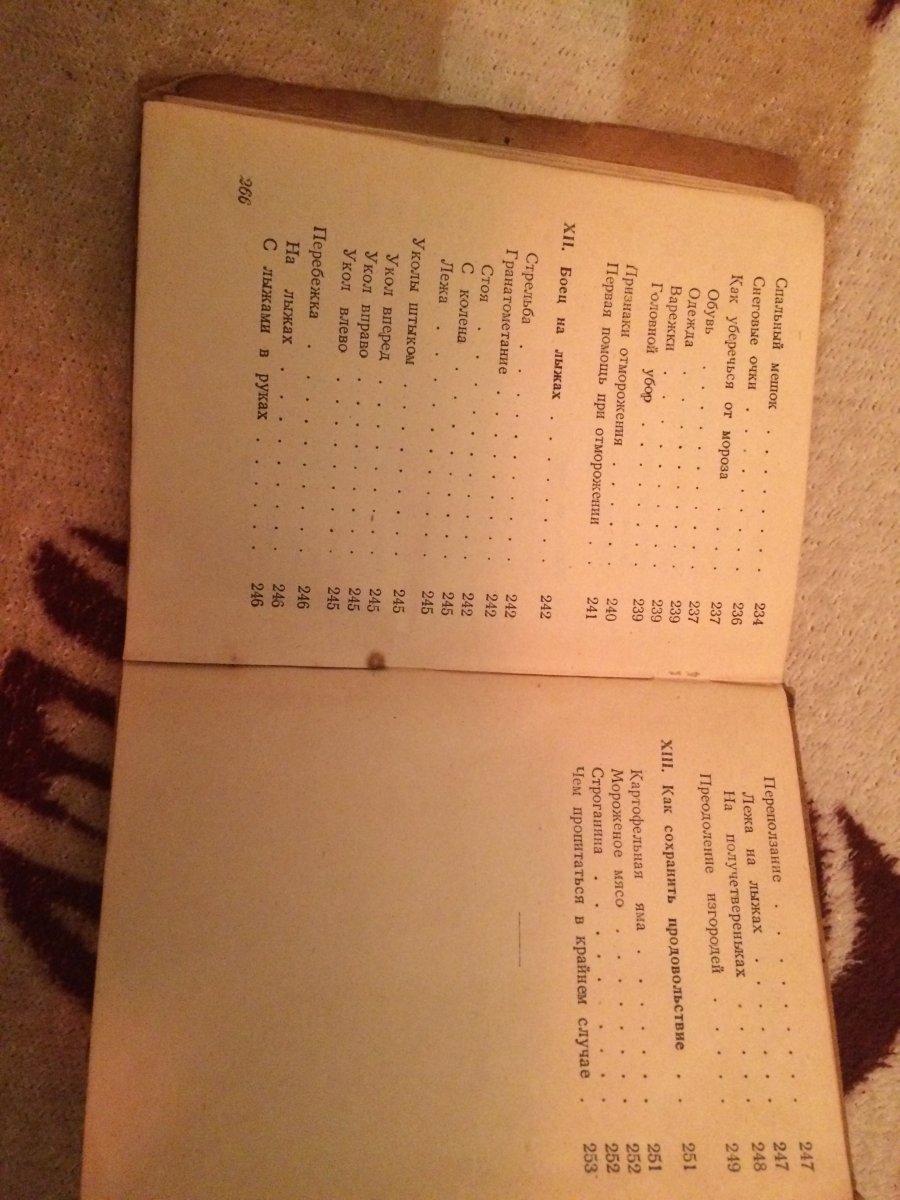 Спальный мешок . . . . . . 234
Снеговые очки . . . . . . 236
Как уберечься от мороза . . . 237
Обувь . . . . . . 237
Одежда . . . . . . 239
Варежки . . . . . . 239
Головной убор . . . . . 239
Признаки отморожения . . . . 240
Первая помощь при отморожении . 241
XII. Боец на лыжах . . . . . . 242
Стрельба . . . . . . . 242
Гранатометание . . . . . . 242
Стоя . . . . . . . 242
С колена . . . . . . 245
Лежа . . . . . . . 245
Уколы штыком . . . . . . 245
Укол вперед . . . . . . 245
Укол вправо . . . . . . 245
Укол влево . . . . . . 245
Перебежка . . . . . . 246
На лыжах . . . . . . 246
С лыжами в руках . . . . 246
266
Переползание . . . . . . 247
Лежа на лыжах . . . . . 247
На получетвереньках . . . . 248
Преодоление изгородей . . . . 249
XIII. Как сохранить продовольствие . . 251
Картофельная яма . . . . . 251
Мороженое мясо . . . . . 252
Строганина . . . . . . 252
Чем пропитаться в крайнем случае . 253